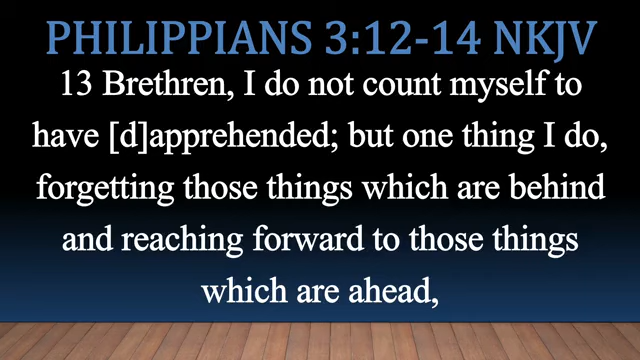 PHILIPPIANS 3:12-14 NKJV
13 Brethren, I do not count myself to
have [d]apprehended; but one thing I do,
forgetting those things which are behind
and reaching forward to those things
which are ahead,